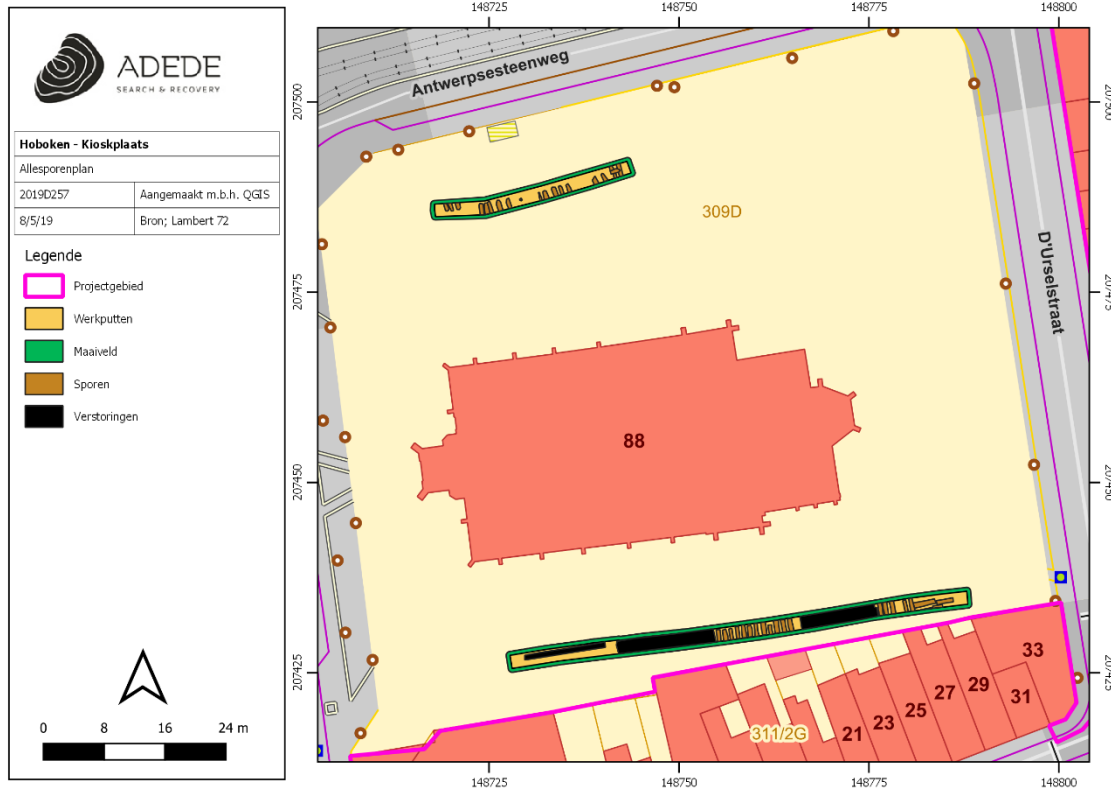 ADEDE
SEARCH & RECOVERY
Hoboken - Kioskplaats
Allesporenplan
2019D257 Aangemaakt m.b.h. QGIS
8/5/19 Bron; Lambert 72
Legende
Projectgebied
Werkputten
Maaiveld
Sporen
Verstoringen
0 8 16 24 m
148725 148750 148775 148800
207500
207475
207450
207425
Antwerpsesteenweg
309D
D'Urselstraat
88
311/2G
21
23
25
27
29
31
33
148725 148750 148775 148800